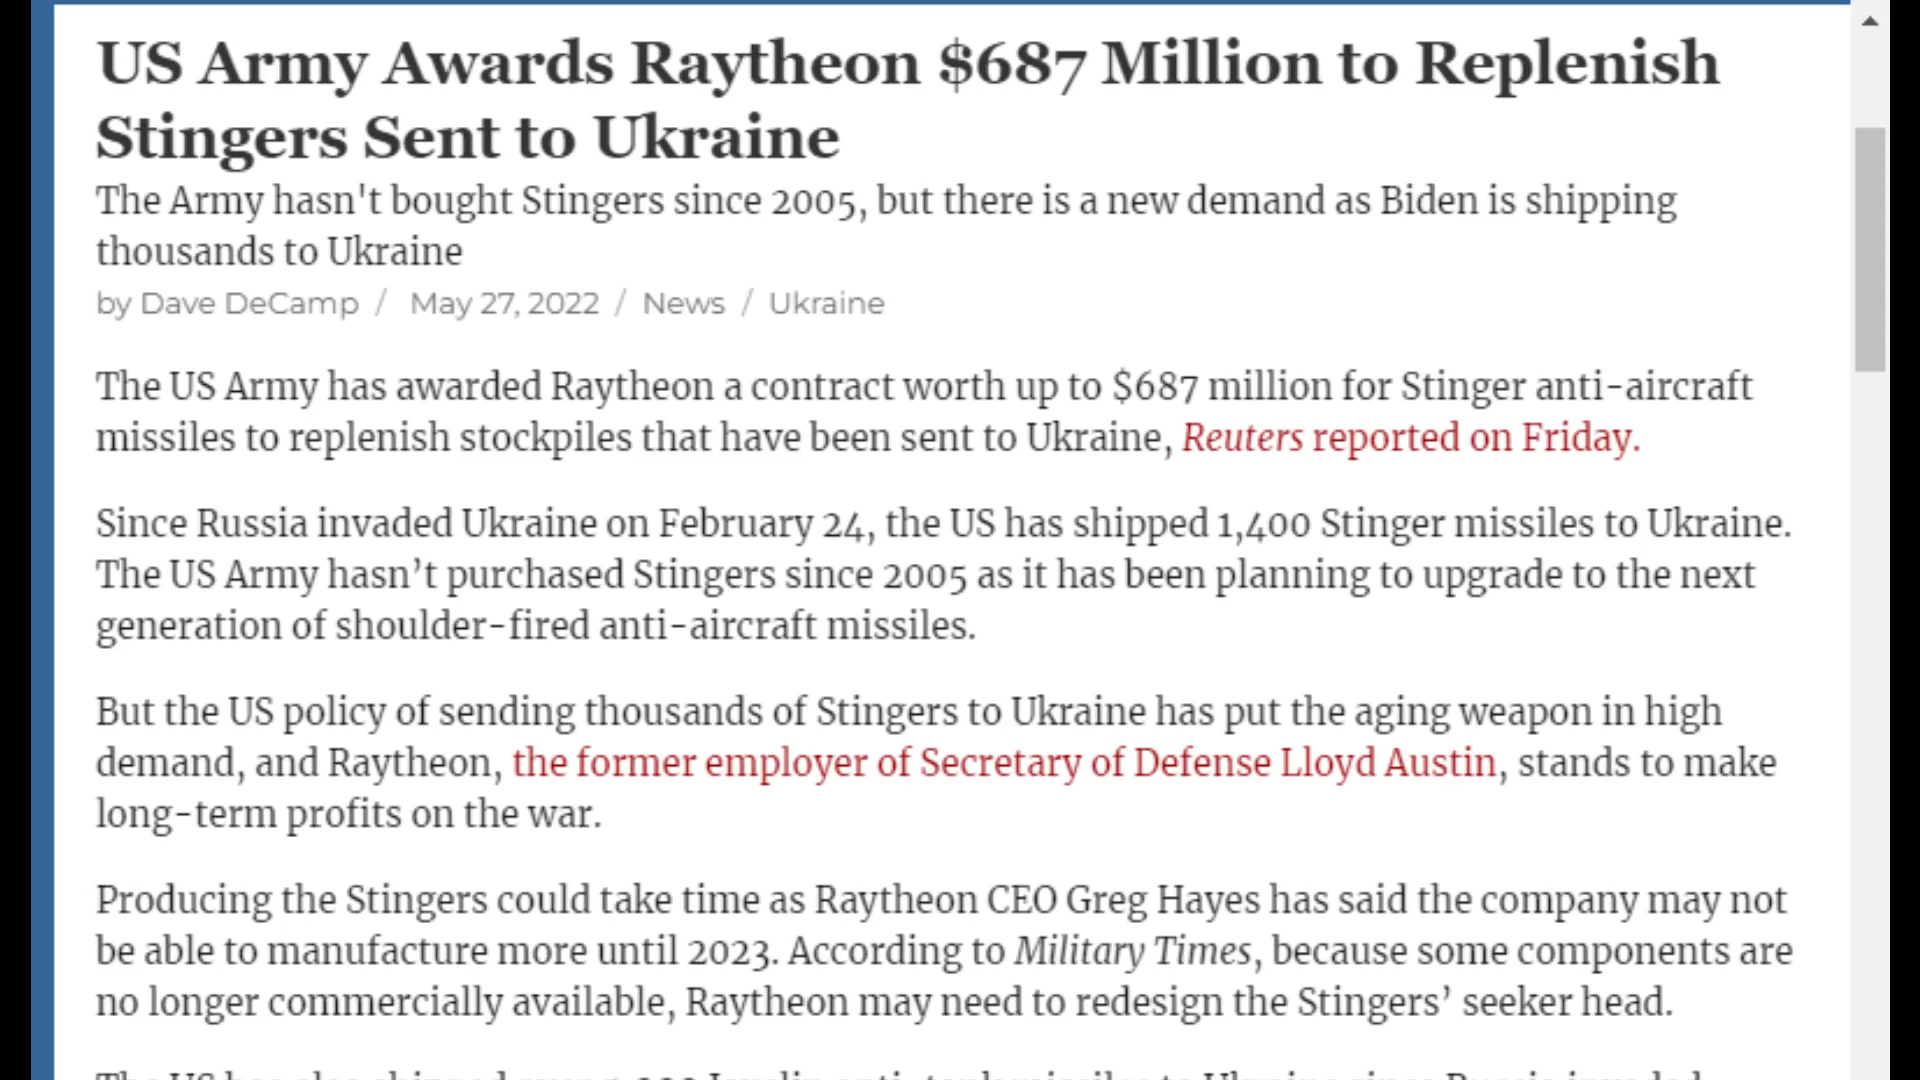 US Army Awards Raytheon $687 Million to Replenish
Stingers Sent to Ukraine
The Army hasn't bought Stingers since 2005, but there is a new demand as Biden is shipping
thousands to Ukraine
by Dave DeCamp / May 27, 2022 / News / Ukraine
The US Army has awarded Raytheon a contract worth up to $687 million for Stinger anti-aircraft
missiles to replenish stockpiles that have been sent to Ukraine, Reuters reported on Friday.
Since Russia invaded Ukraine on February 24, the US has shipped 1,400 Stinger missiles to Ukraine.
The US Army hasn’t purchased Stingers since 2005 as it has been planning to upgrade to the next
generation of shoulder-fired anti-aircraft missiles.
But the US policy of sending thousands of Stingers to Ukraine has put the aging weapon in high
demand, and Raytheon, the former employer of Secretary of Defense Lloyd Austin, stands to make
long-term profits on the war.
Producing the Stingers could take time as Raytheon CEO Greg Hayes has said the company may not
be able to manufacture more until 2023. According to Military Times, because some components are
no longer commercially available, Raytheon may need to redesign the Stingers’ seeker head.